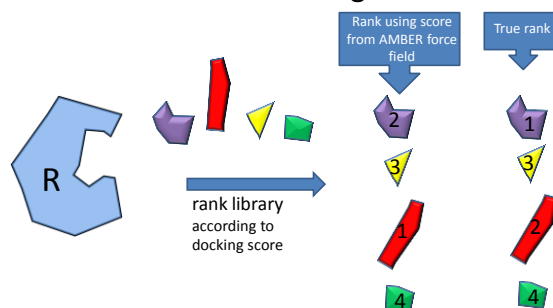 Rank using score
from AMBER force
field
True rank
R
rank library
according to
docking score
2
1
3
3
1
2
4
4